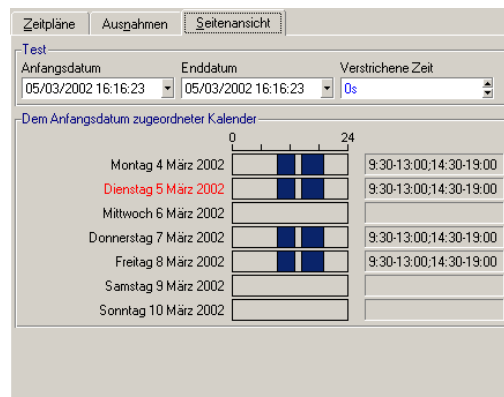 Zeitpläne Ausnahmen Seitenansicht
Test
Anfangsdatum Enddatum Verstrichene Zeit
05/03/2002 16:16:23 05/03/2002 16:16:23 0s
Dem Anfangsdatum zugeordneter Kalender
0 24
Montag 4 März 2002 9:30-13:00;14:30-19:00
Dienstag 5 März 2002 9:30-13:00;14:30-19:00
Mittwoch 6 März 2002
Donnerstag 7 März 2002 9:30-13:00;14:30-19:00
Freitag 8 März 2002 9:30-13:00;14:30-19:00
Samstag 9 März 2002
Sonntag 10 März 2002